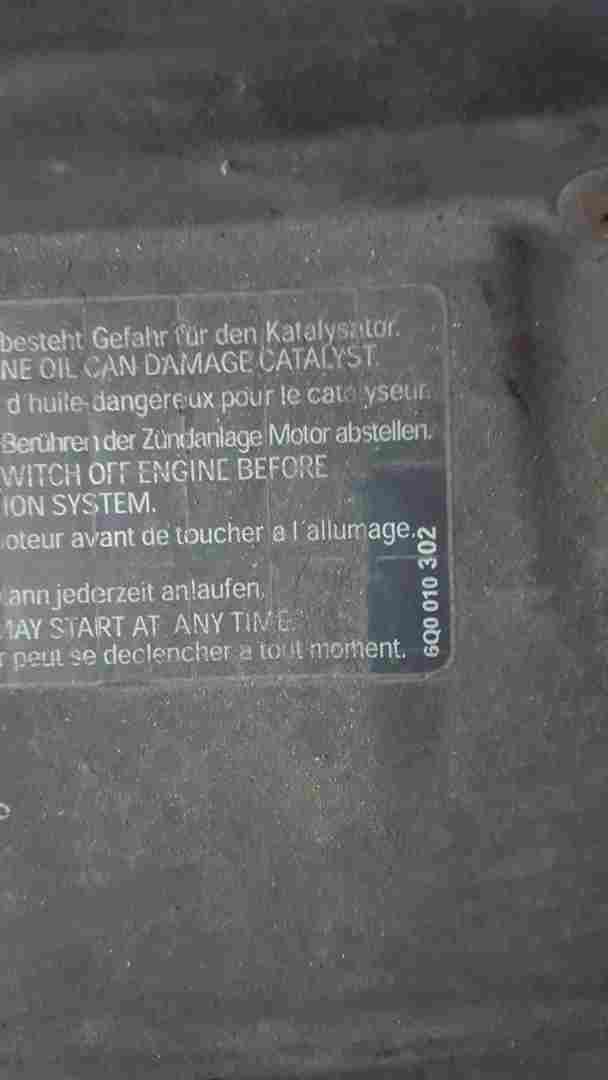 besteht Gefahr für den Katalysator.
NE OIL CAN DAMAGE CATALYST.
d'huile dangereux pour le catalyseur.
Berühren der Zündanlage Motor abstellen.
WITCH OFF ENGINE BEFORE
ION SYSTEM.
oteur avant de toucher a l'allumage.
ann jederzeit anlaufen.
MAY START AT ANY TIME.
r peut se declencher a tout moment.
6Q0 010 302